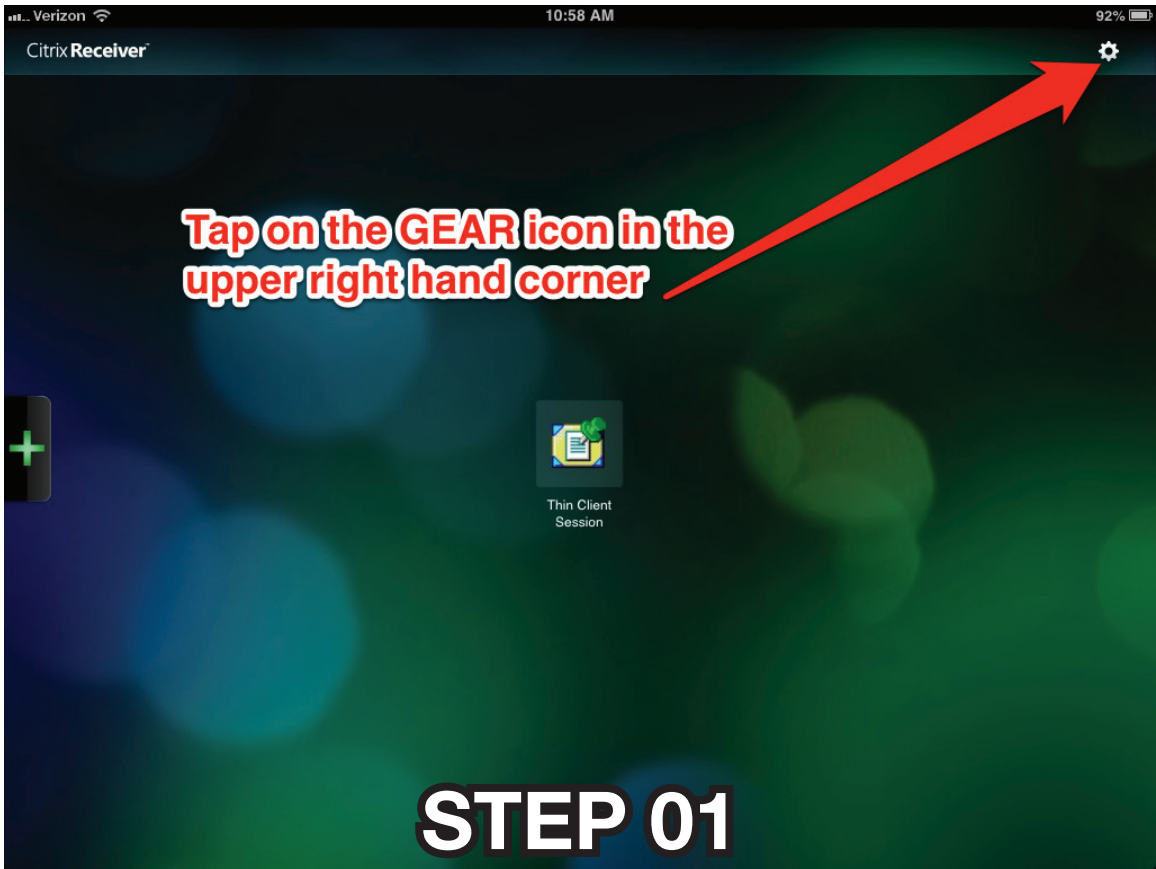 Verizon
10:58 AM
92%
Citrix Receiver™
Tap on the GEAR icon in the
upper right hand corner
Thin Client
Session
STEP 01